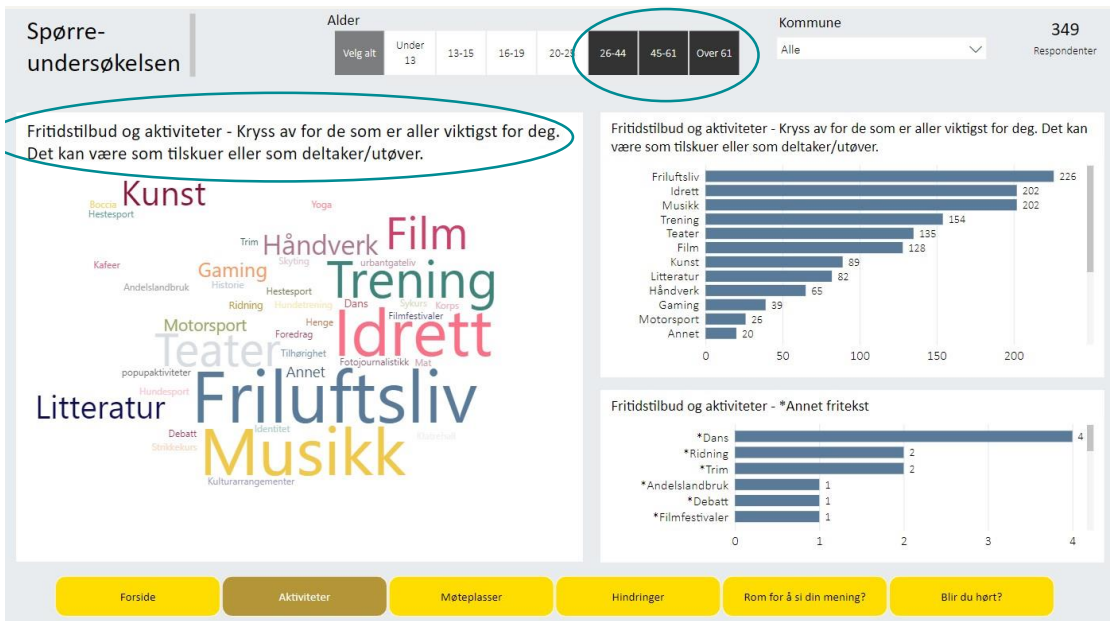 Spørre-
undersøkelsen
Alder
Velg alt
Under
13
13-15
16-19
20-25
26-44
45-61
Over 61
Kommune
Alle
349
Respondenter
Fritidstilbud og aktiviteter - Kryss av for de som er aller viktigst for deg.
Det kan være som tilskuer eller som deltaker/utøver.
Kunst
Boccia
Hestesport
Yoga
Film
Trim
Håndverk
Kafeer
Gaming
Skyting
urbantgateliv
Trening
Andelslandbruk
Historie
Hestesport
Ridning
Hundetrening
Dans
Sykurs
Korps
Filmfestivaler
Motorsport
Henge
Foredrag
Idrett
Teater
Tilhørighet
Fotojournalistikk
Mat
popupaktiviteter
Annet
Hundesport
Friluftsliv
Litteratur
Debatt
Identitet
Strikkekurs
Musikk
Kulturarrangementer
Fritidstilbud og aktiviteter - Kryss av for de som er aller viktigst for deg. Det kan
være som tilskuer eller som deltaker/utøver.
Friluftsliv 226
Idrett 202
Musikk 202
Trening 154
Teater 135
Film 128
Kunst 89
Litteratur 82
Håndverk 65
Gaming 39
Motorsport 26
Annet 20
0 50 100 150 200
Fritidstilbud og aktiviteter - *Annet fritekst
*Dans 4
*Ridning 2
*Trim 2
*Andelslandbruk 1
*Debatt 1
*Filmfestivaler 1
0 1 2 3 4
Forside
Aktiviteter
Møteplasser
Hindringer
Rom for å si din mening?
Blir du hørt?